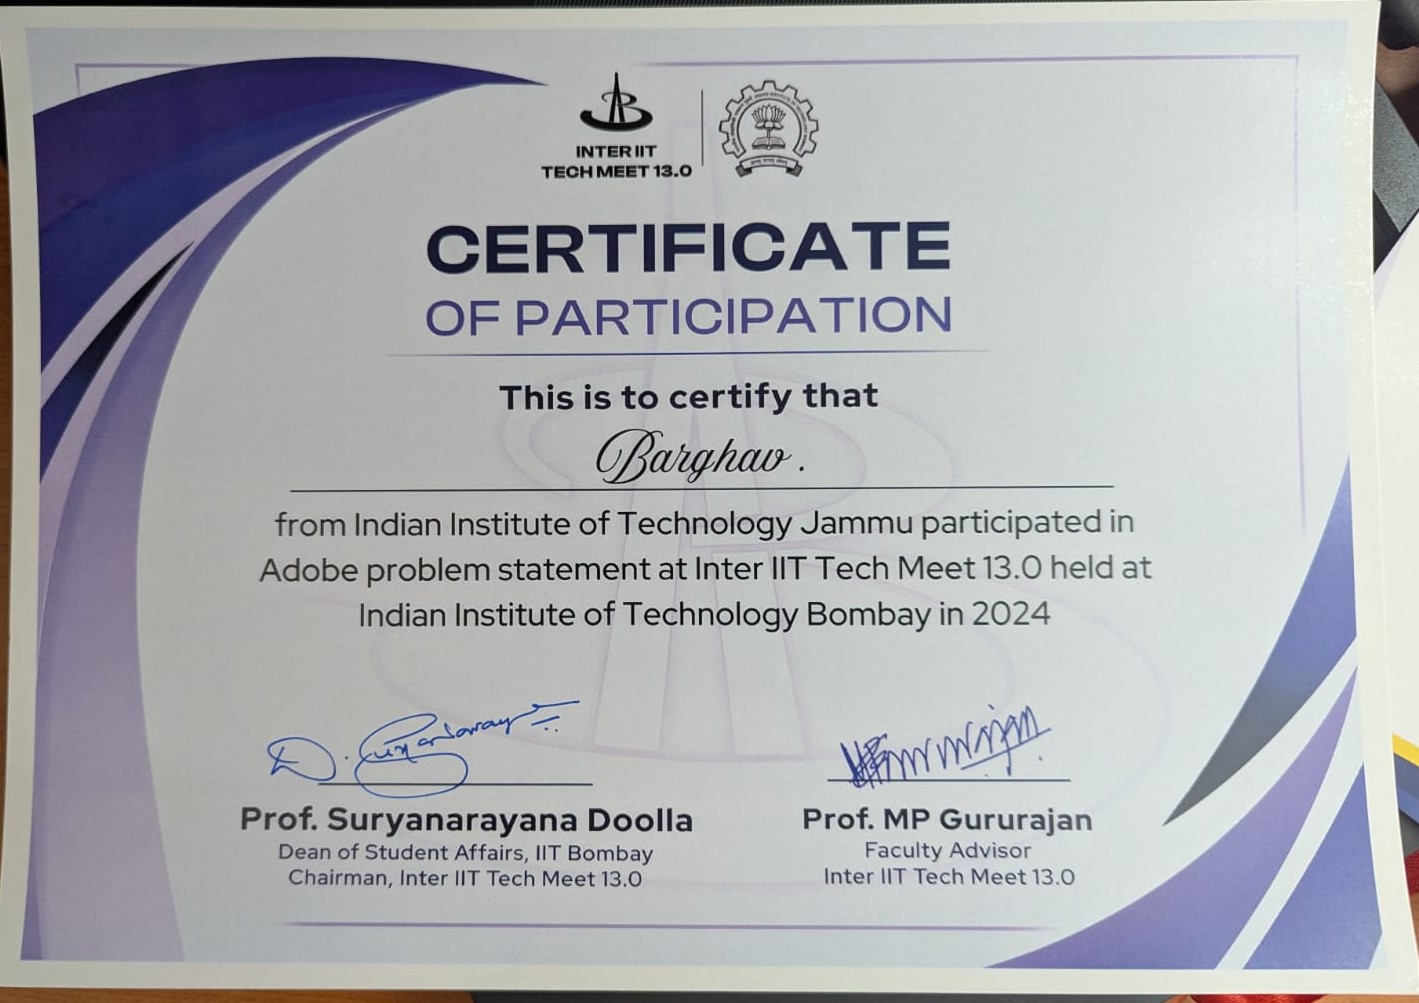 INTER IIT
TECH MEET 13.0
CERTIFICATE
OF PARTICIPATION
This is to certify that
Barghav .
from Indian Institute of Technology Jammu participated in
Adobe problem statement at Inter IIT Tech Meet 13.0 held at
Indian Institute of Technology Bombay in 2024
Prof. Suryanarayana Doolla
Dean of Student Affairs, IIT Bombay
Chairman, Inter IIT Tech Meet 13.0
Prof. MP Gururajan
Faculty Advisor
Inter IIT Tech Meet 13.0